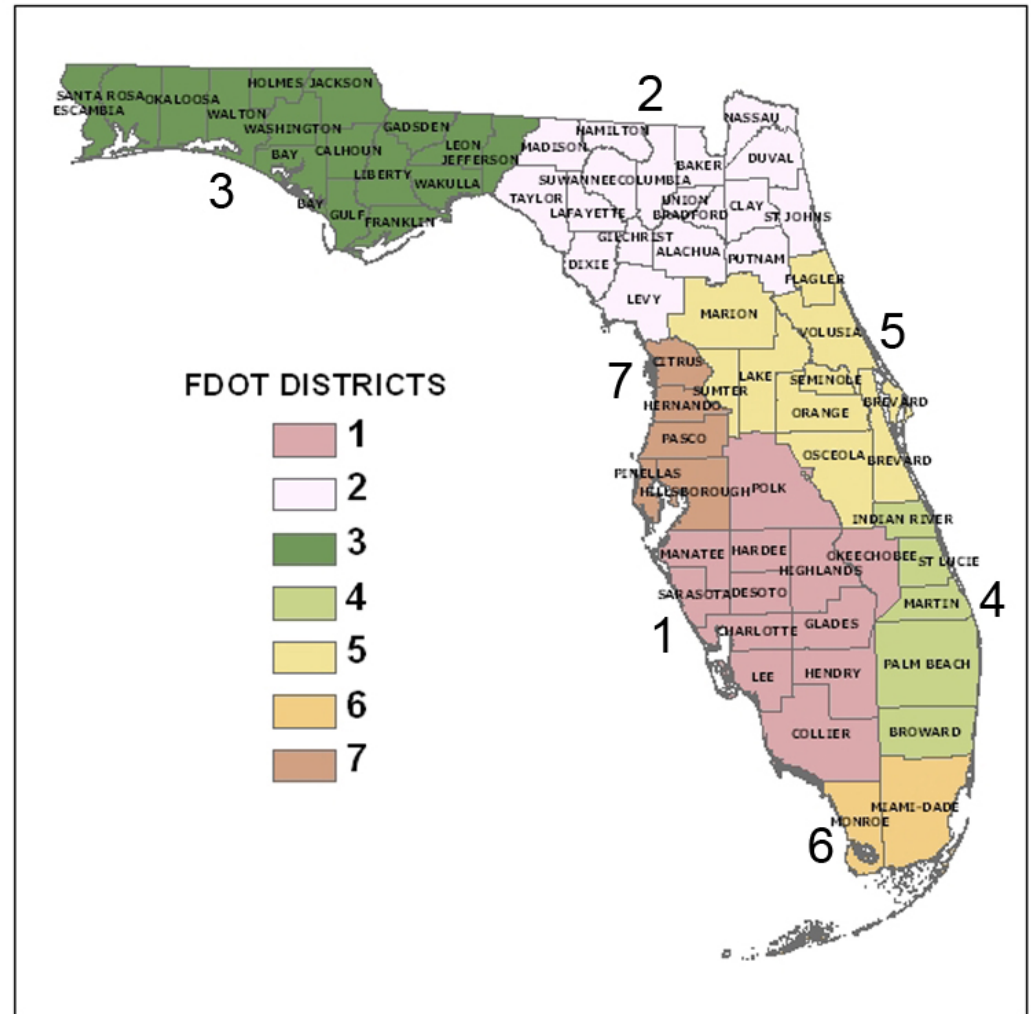 2
HOLMES JACKSON
SANTA ROSA OKALOOSA
ESCAMBIA
WALTON
WASHINGTON
GADSDEN
BAY
CALHOUN
LEON
JEFFERSON
LIBERTY
WAKULLA
BAY
GULF
FRANKLIN
3
NASSAU
HAMILTON
MADISON
BAKER
DUVAL
SUWANNEE COLUMBIA
TAYLOR
UNION
CLAY
LAFAYETTE
BRADFORD
ST JOHNS
GILCHRIST
ALACHUA
DIXIE
PUTNAM
FLAGLER
LEVY
MARION
VOLUSIA
5
7
CITRUS
LAKE
SEMINOLE
SUMTER
HERNANDO
BREVARD
ORANGE
PASCO
OSCEOLA
BREVARD
PINELLAS
HILLSBOROUGH
POLK
INDIAN RIVER
MANATEE
HARDEE
OKEECHOBEE
ST LUCIE
HIGHLANDS
SARASOTA
DESOTO
MARTIN
4
1
CHARLOTTE
GLADES
PALM BEACH
LEE
HENDRY
COLLIER
BROWARD
MIAMI-DADE
MONROE
6
FDOT DISTRICTS
1
2
3
4
5
6
7